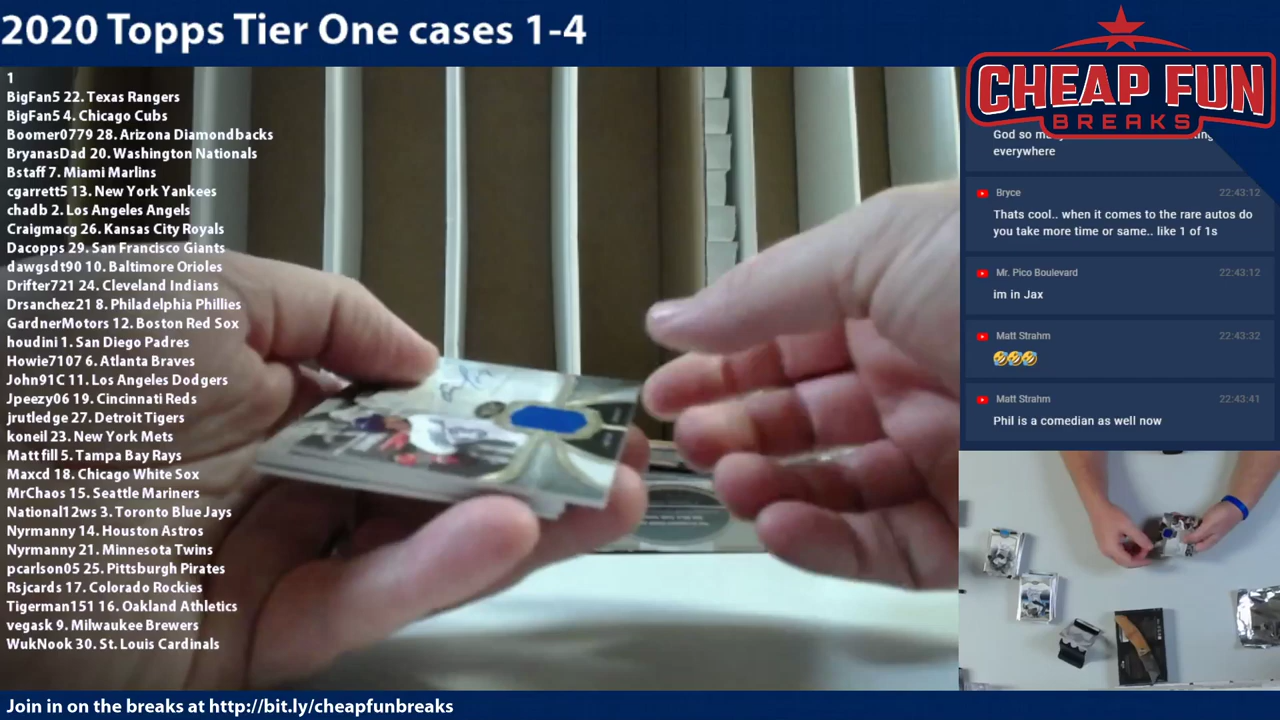 2020 Topps Tier One cases 1-4
1
BigFan5 22. Texas Rangers
BigFan5 4. Chicago Cubs
Boomer0779 28. Arizona Diamondbacks
BryanasDad 20. Washington Nationals
Bstaff 7. Miami Marlins
cgarrett5 13. New York Yankees
chadb 2. Los Angeles Angels
Craigmacg 26. Kansas City Royals
Dacopps 29. San Francisco Giants
dawgsdt90 10. Baltimore Orioles
Drifter721 24. Cleveland Indians
Drsanchez21 8. Philadelphia Phillies
GardnerMotors 12. Boston Red Sox
houdini 1. San Diego Padres
Howie7107 6. Atlanta Braves
John91C 11. Los Angeles Dodgers
Jpeezy06 19. Cincinnati Reds
jrutledge 27. Detroit Tigers
koneil 23. New York Mets
Matt fill 5. Tampa Bay Rays
Maxcd 18. Chicago White Sox
MrChaos 15. Seattle Mariners
National12ws 3. Toronto Blue Jays
Nyrmanny 14. Houston Astros
Nyrmanny 21. Minnesota Twins
pcarlson05 25. Pittsburgh Pirates
Rsjcards 17. Colorado Rockies
Tigerman151 16. Oakland Athletics
vegask 9. Milwaukee Brewers
WukNook 30. St. Louis Cardinals
CHEAP FUN
BREAKS
God so
everywhere
Bryce 22:43:12
Thats cool.. when it comes to the rare autos do
you take more time or same.. like 1 of 1s
Mr. Pico Boulevard 22:43:12
im in Jax
Matt Strahm 22:43:32
🤣🤣🤣
Matt Strahm 22:43:41
Phil is a comedian as well now
Join in on the breaks at http://bit.ly/cheapfunbreaks